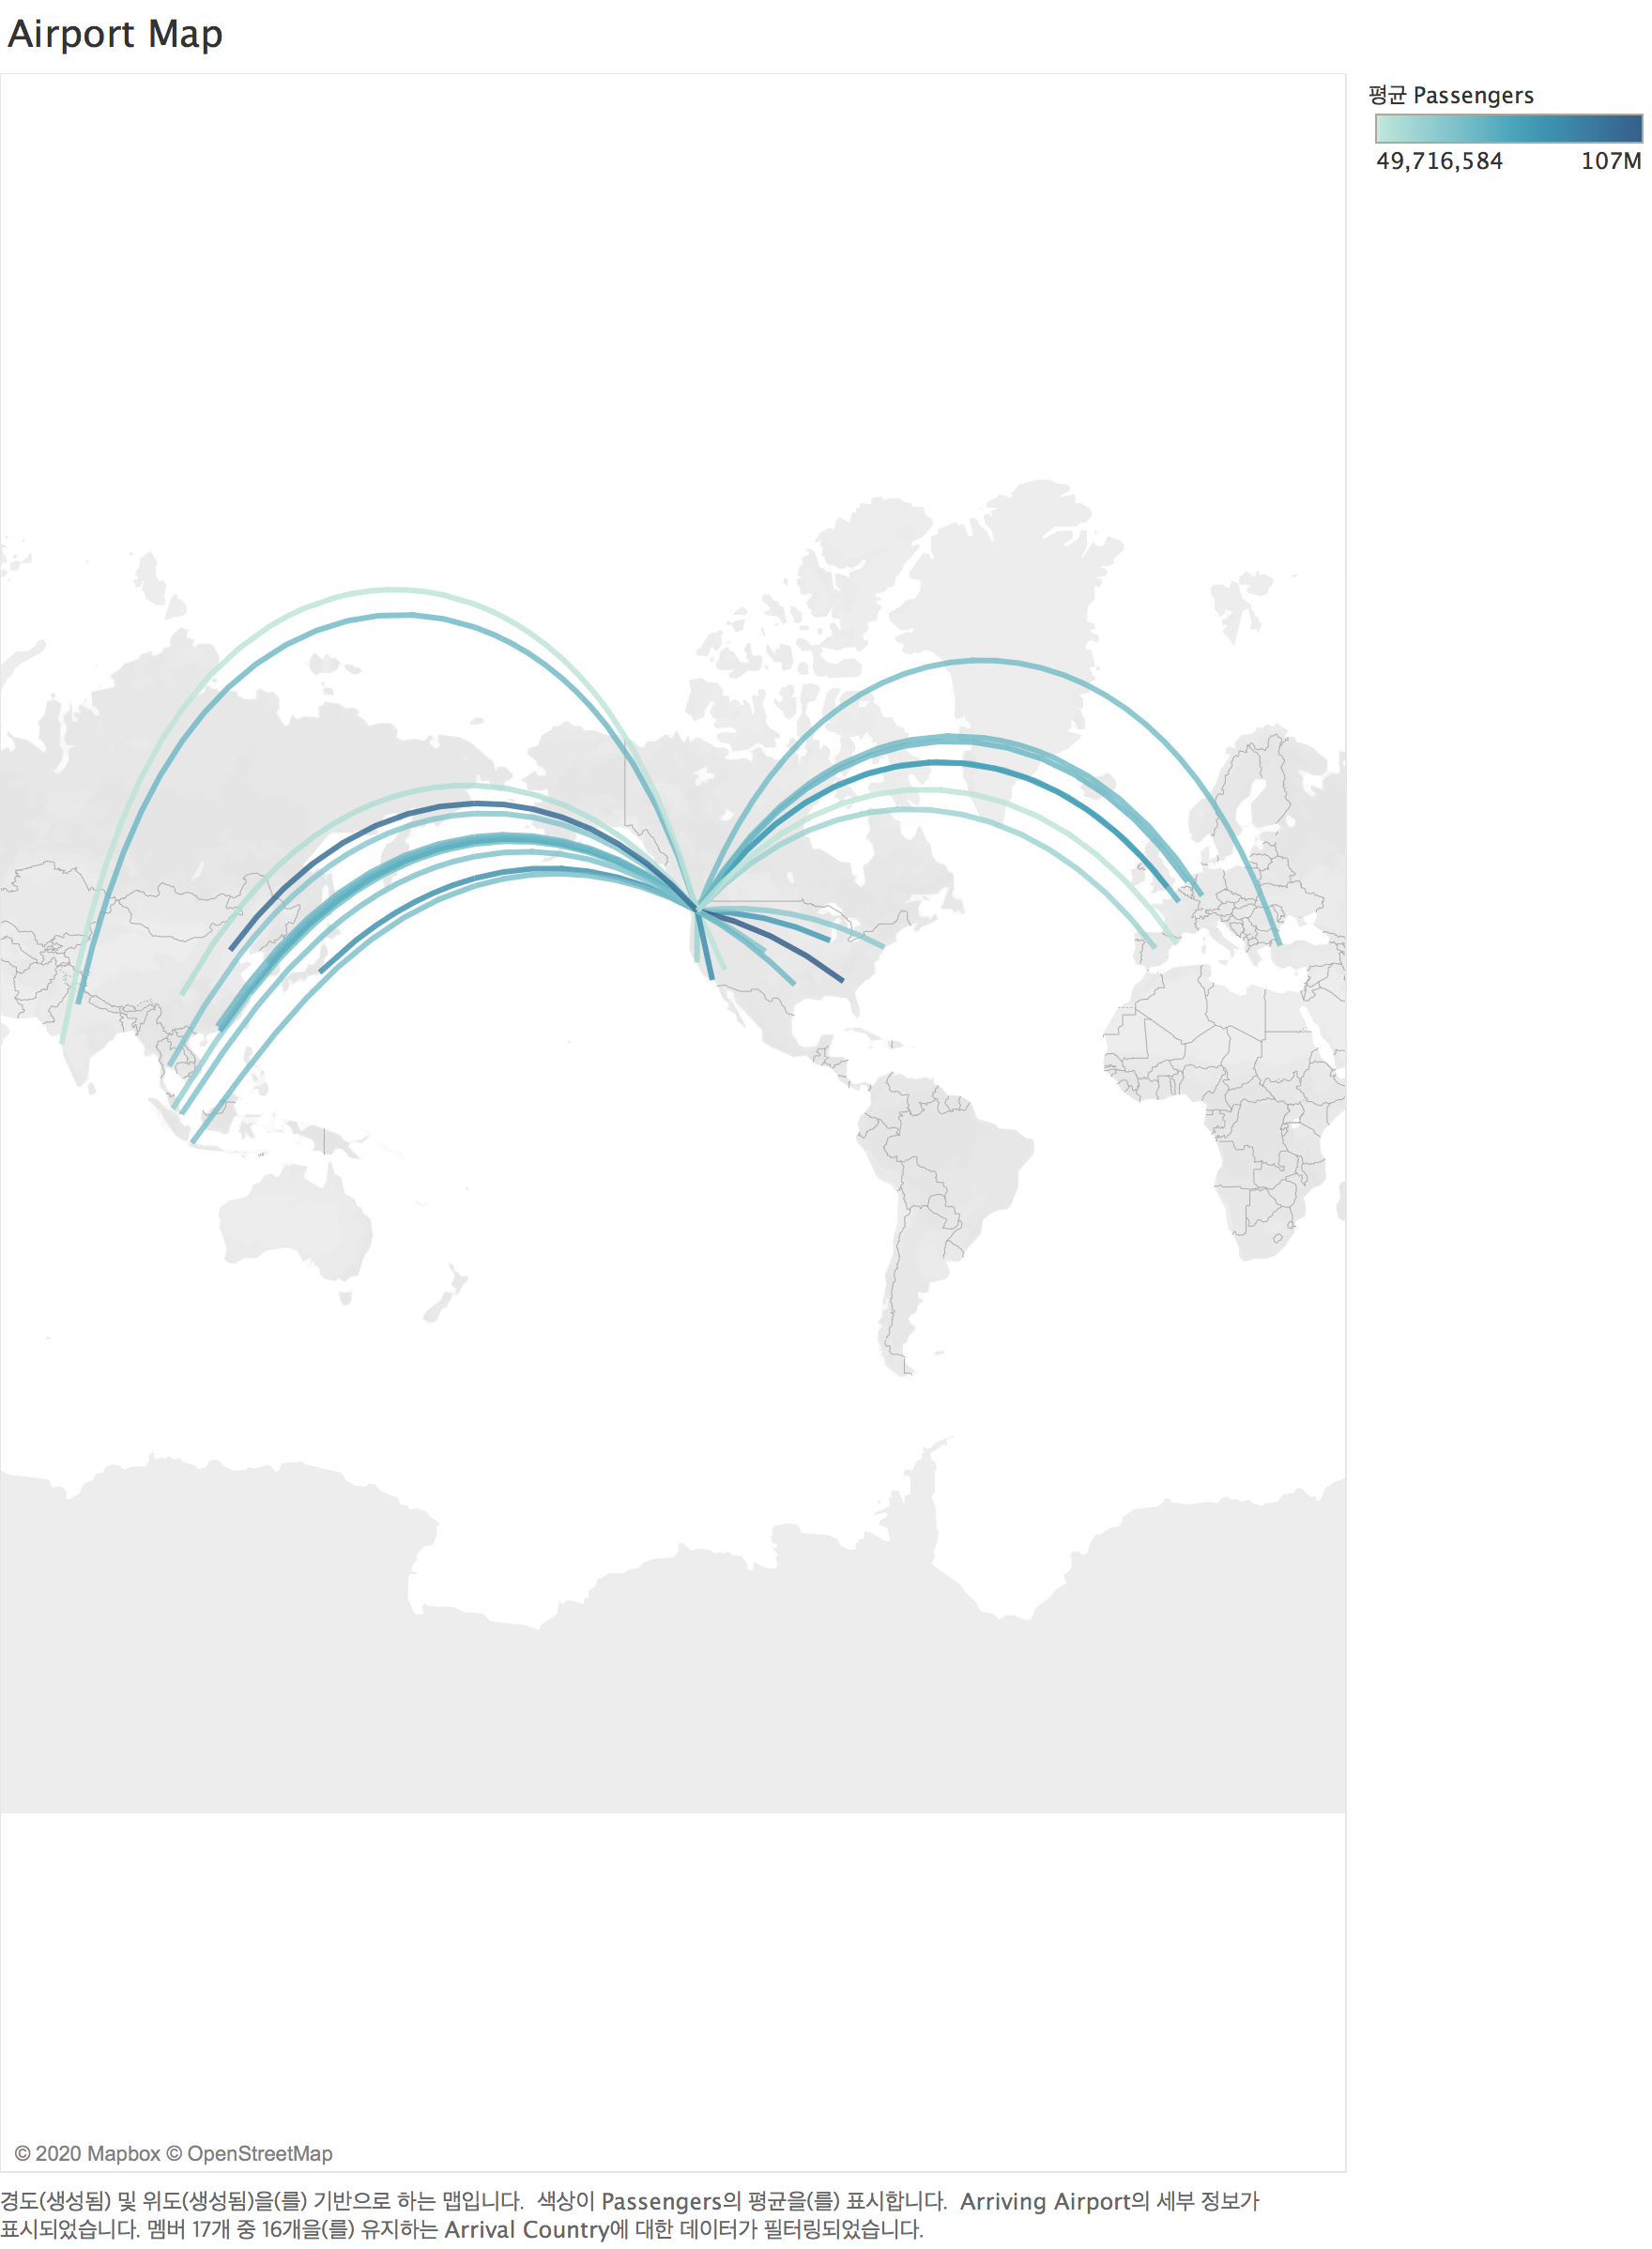 Airport Map
평균 Passengers
49,716,584 107M
© 2020 Mapbox © OpenStreetMap
경도(생성됨) 및 위도(생성됨)을(를) 기반으로 하는 맵입니다. 색상이 Passengers의 평균을(를) 표시합니다. Arriving Airport의 세부 정보가
표시되었습니다. 멤버 17개 중 16개을(를) 유지하는 Arrival Country에 대한 데이터가 필터링되었습니다.